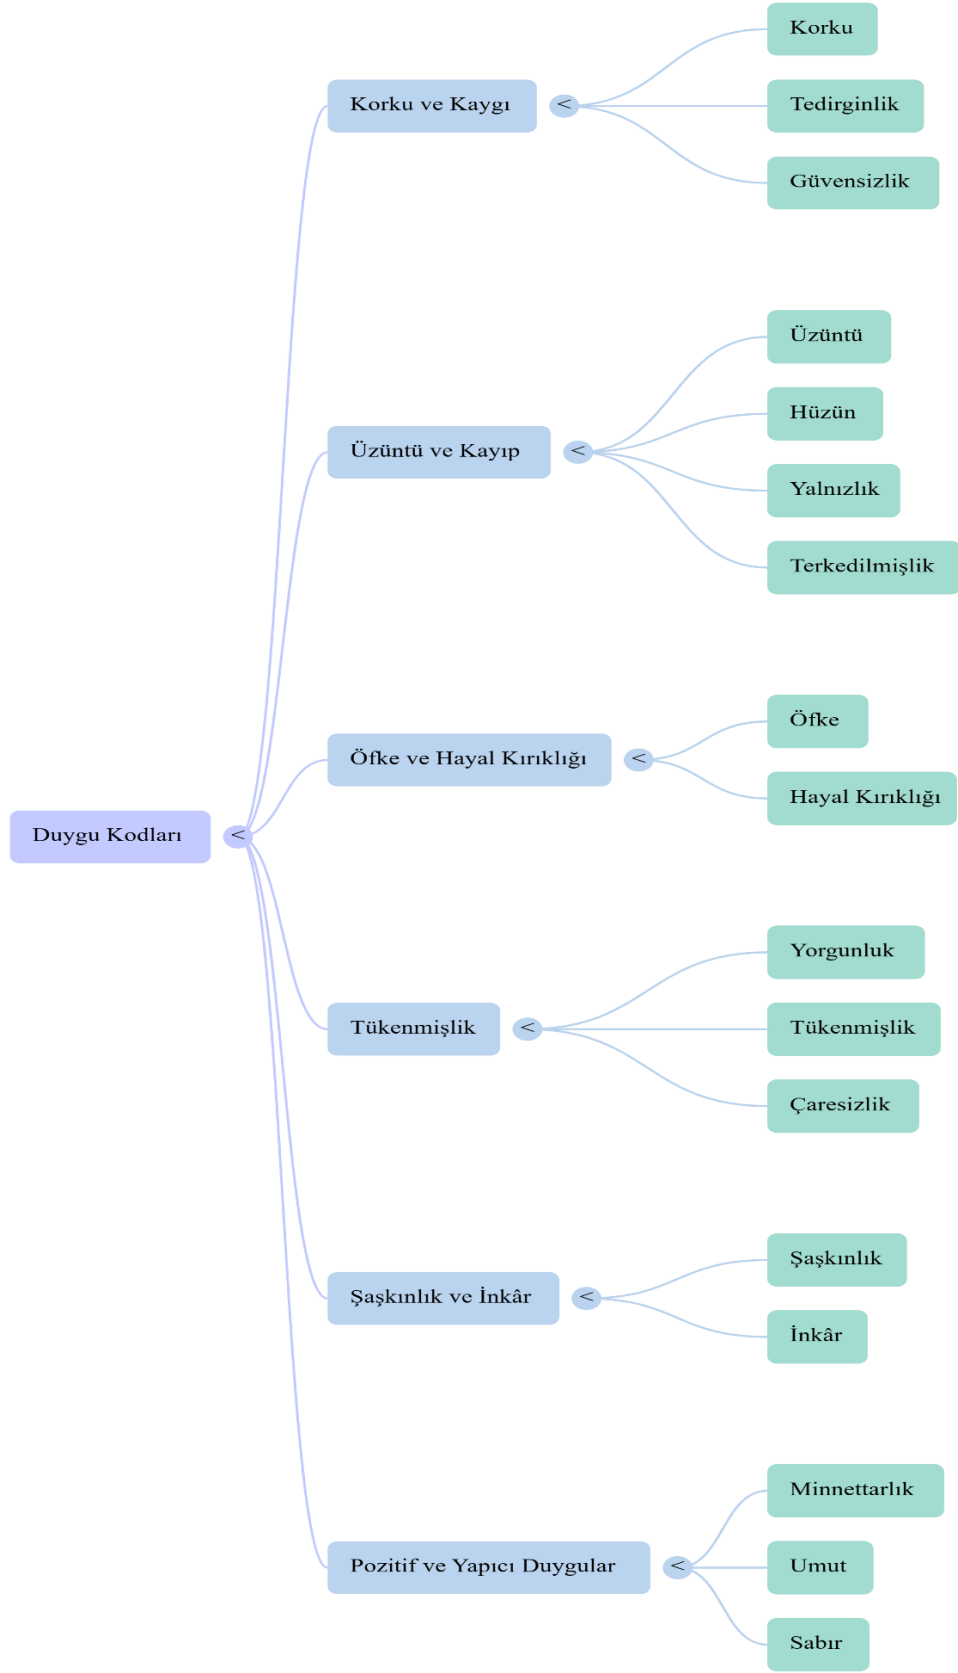 Duygu Kodları
<
Korku ve Kaygı
<
Korku
Tedirginlik
Güvensizlik
Üzüntü ve Kayıp
<
Üzüntü
Hüzün
Yalnızlık
Terkedilmişlik
Öfke ve Hayal Kırıklığı
<
Öfke
Hayal Kırıklığı
Tükenmişlik
<
Yorgunluk
Tükenmişlik
Çaresizlik
Şaşkınlık ve İnkâr
<
Şaşkınlık
İnkâr
Pozitif ve Yapıcı Duygular
<
Minnettarlık
Umut
Sabır